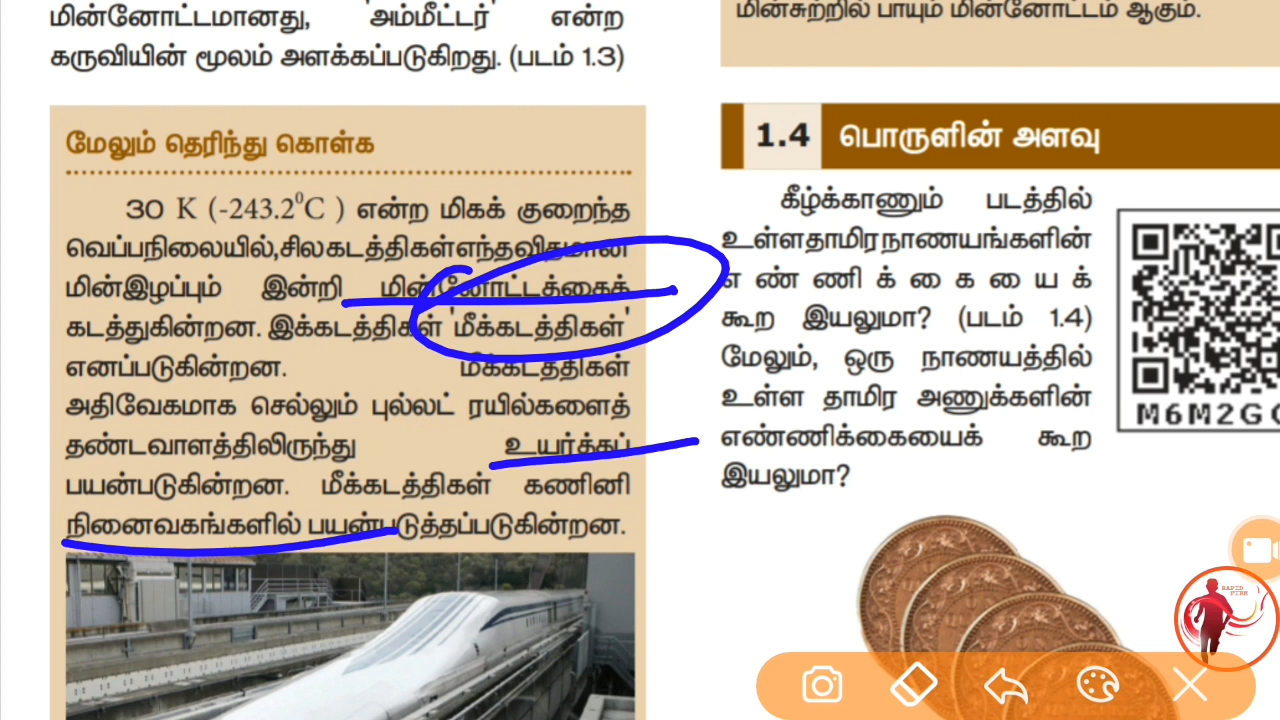 மின்னோட்டமானது, 'அம்மீட்டர்' என்ற
கருவியின் மூலம் அளக்கப்படுகிறது. (படம் 1.3)
மேலும் தெரிந்து கொள்க
30 K (-243.2⁰C ) என்ற மிகக் குறைந்த
வெப்பநிலையில்,சிலகடத்திகள்எந்தவிதமான
மின்இழப்பும் இன்றி மின்னோட்டத்தைக்
கடத்துகின்றன. இக்கடத்திகள் 'மீக்கடத்திகள்'
எனப்படுகின்றன. மீக்கடத்திகள்
அதிவேகமாக செல்லும் புல்லட் ரயில்களைத்
தண்டவாளத்திலிருந்து உயர்த்தப்
பயன்படுகின்றன. மீக்கடத்திகள் கணினி
நினைவகங்களில் பயன்படுத்தப்படுகின்றன.
மின்சுற்றில் பாயும் மின்னோட்டம் ஆகும்.
1.4 பொருளின் அளவு
கீழ்க்காணும் படத்தில்
உள்ளதாமிரநாணயங்களின்
எ ண் ணி க் கை யை க்
கூற இயலுமா? (படம் 1.4)
மேலும், ஒரு நாணயத்தில்
உள்ள தாமிர அணுக்களின்
எண்ணிக்கையைக் கூற
இயலுமா?
RAPID